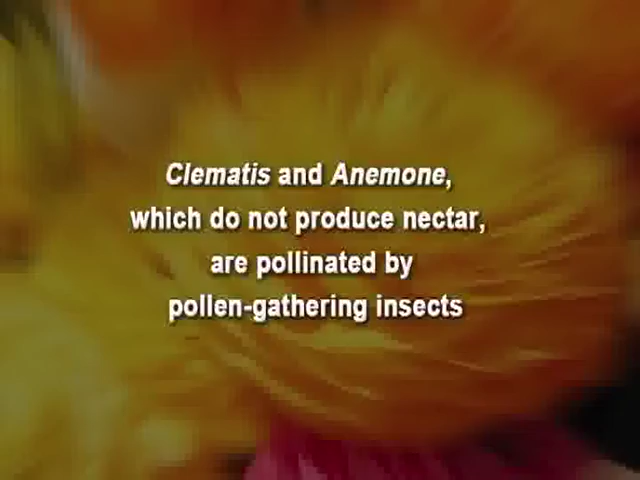 Clematis and Anemone,
which do not produce nectar,
are pollinated by
pollen-gathering insects